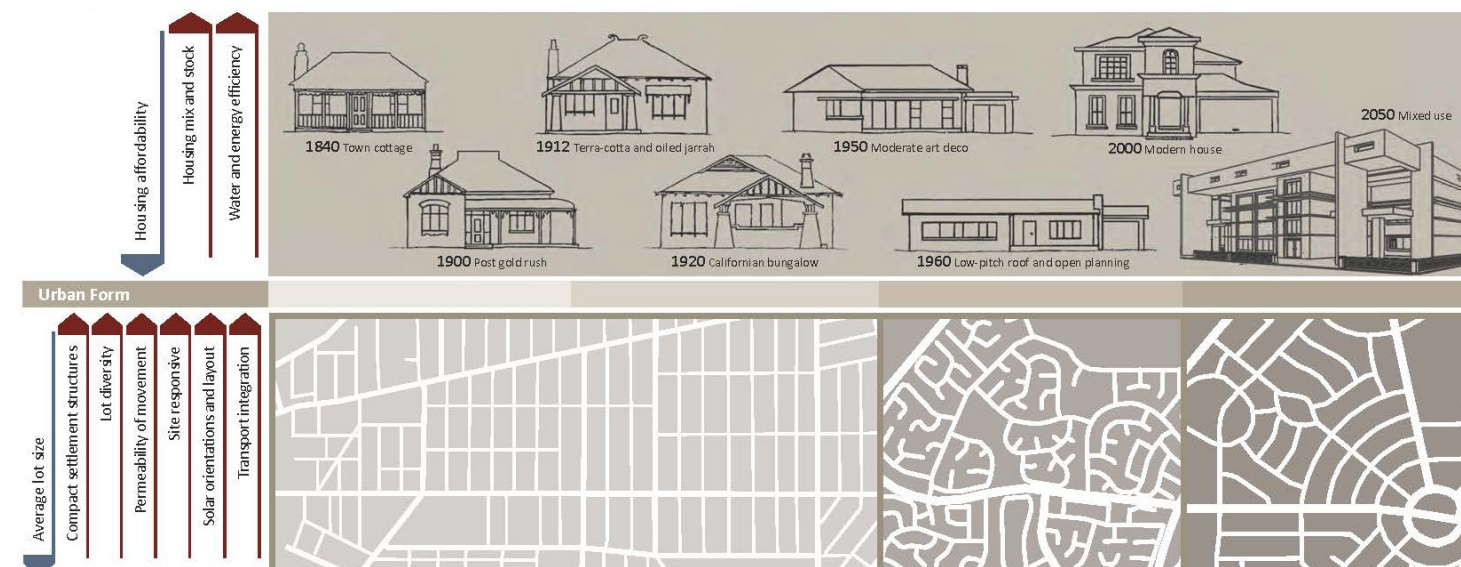 Housing affordability
Housing mix and stock
Water and energy efficiency
1840 Town cottage
1912 Terra-cotta and oiled jarrah
1950 Moderate art deco
2000 Modern house
2050 Mixed use
1900 Post gold rush
1920 Californian bungalow
1960 Low-pitch roof and open planning
Urban Form
Average lot size
Compact settlement structures
Lot diversity
Permeability of movement
Site responsive
Solar orientations and layout
Transport integration